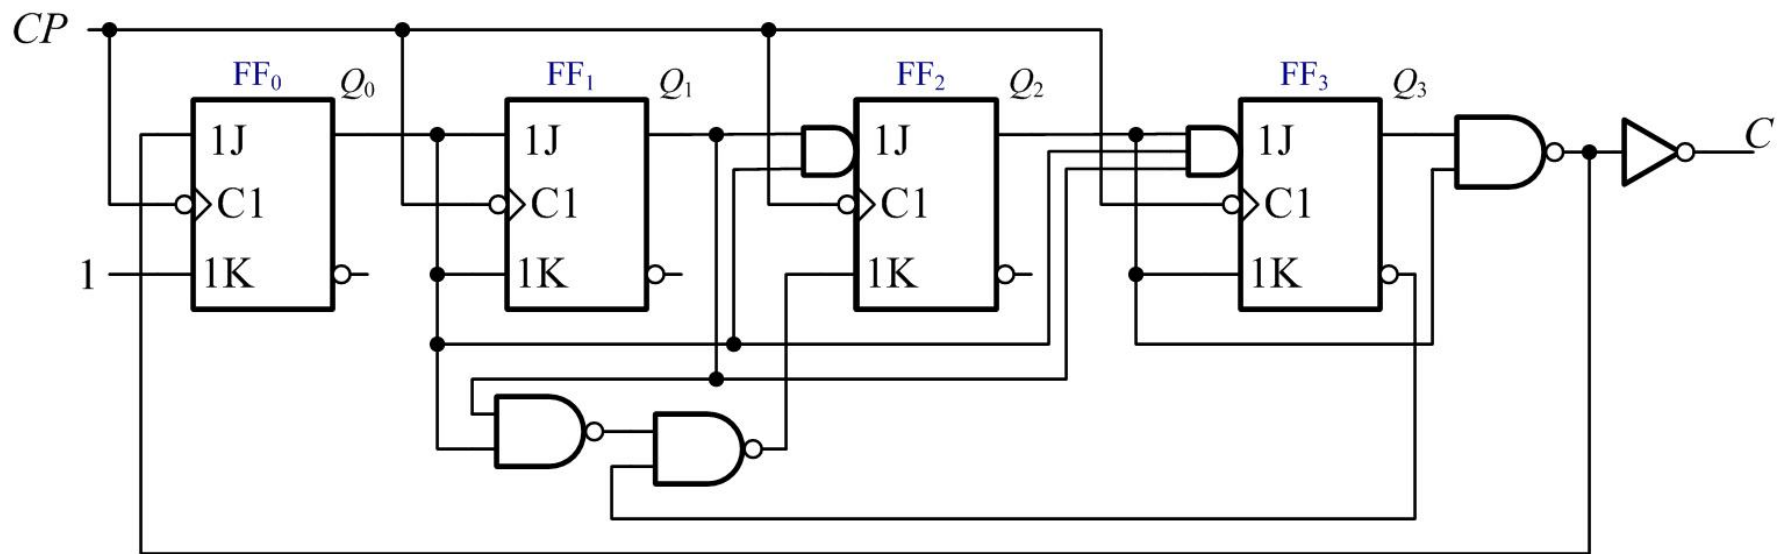 CP
FF₀ Q₀ FF₁ Q₁ FF₂ Q₂ FF₃ Q₃
1J 1J 1J 1J C
C1 C1 C1 C1
1 1K 1K 1K 1K